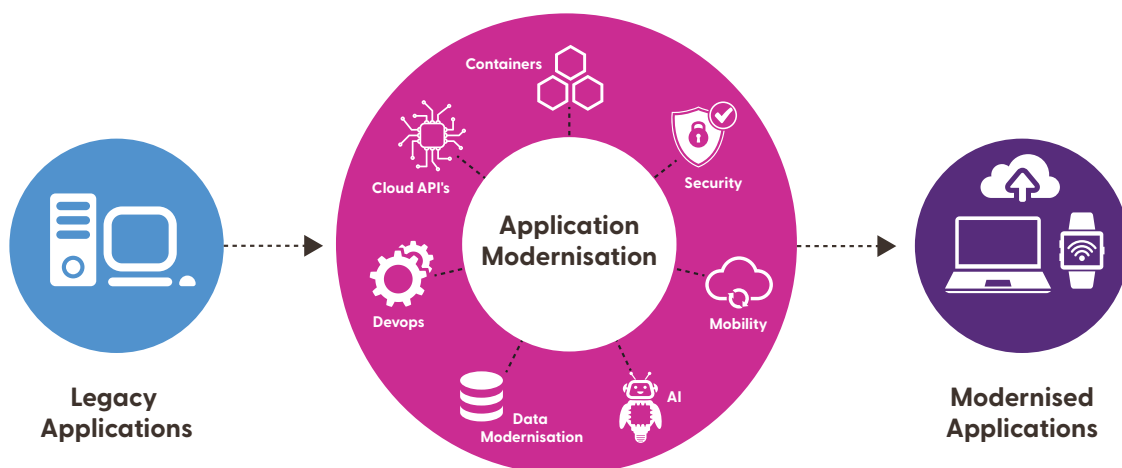 Containers
Security
Cloud API's
Application
Modernisation
Devops
Mobility
Data
Modernisation
AI
Legacy
Applications
Modernised
Applications